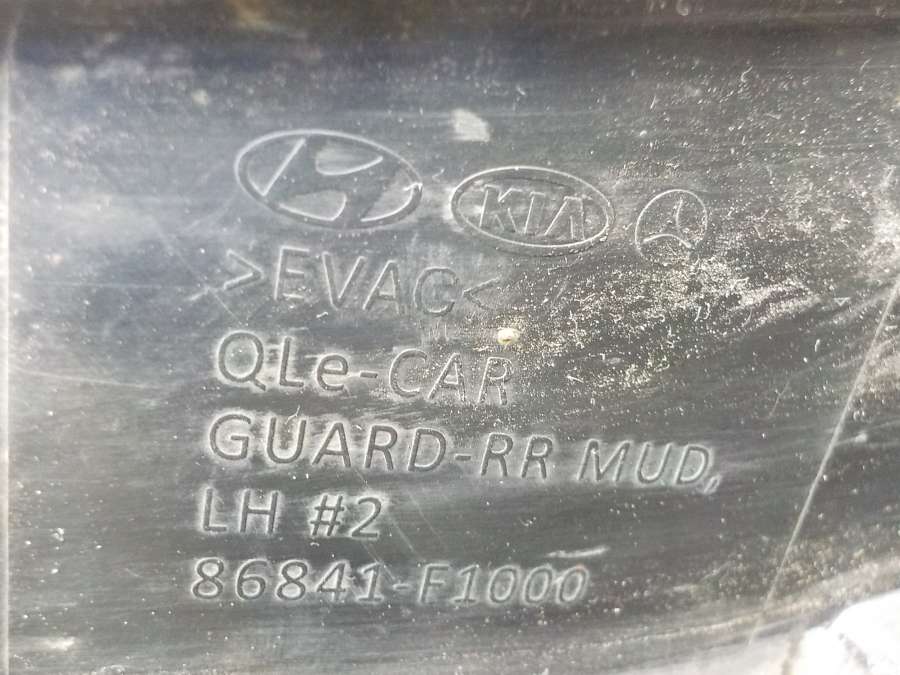 KIA
>EVAC<
QLe-CAR
GUARD-RR MUD,
LH #2
86841-F1000